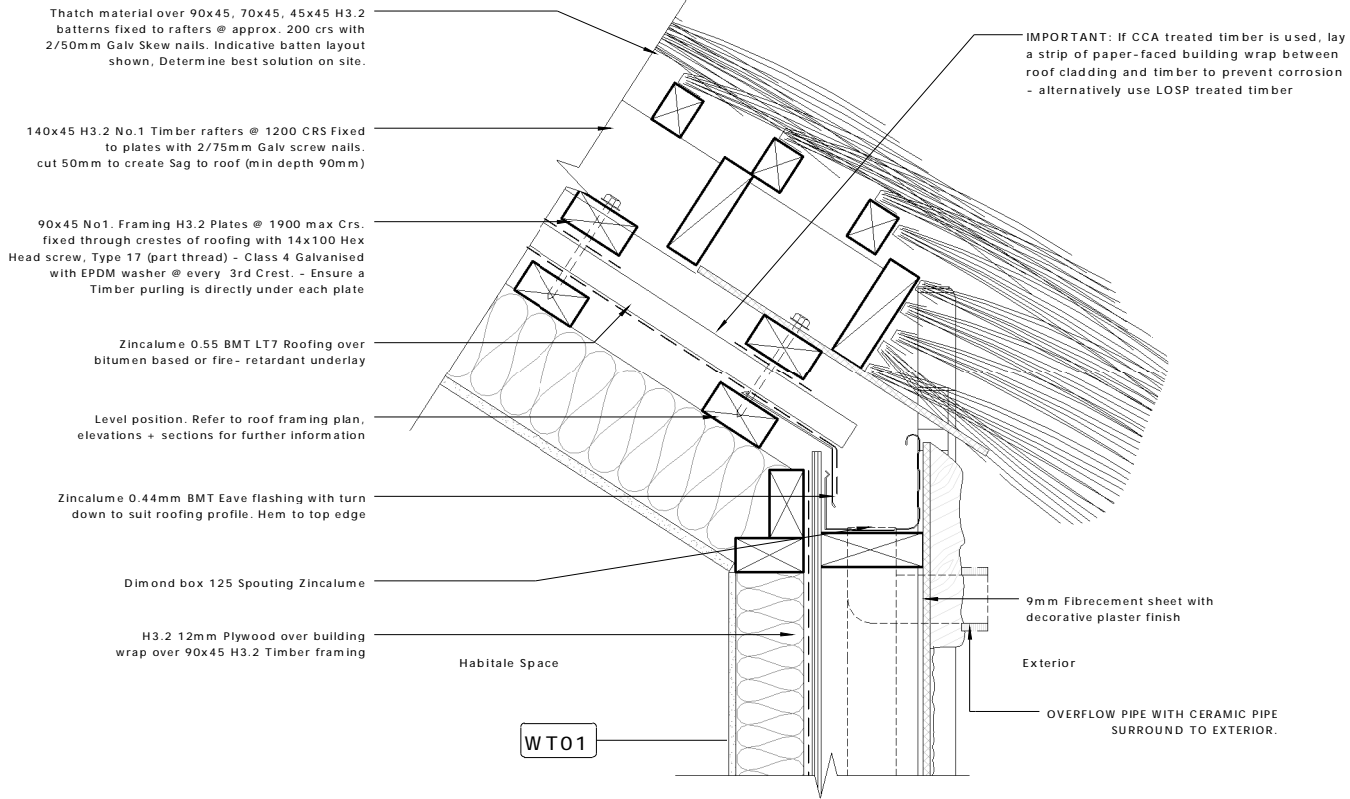 Thatch material over 90x45, 70x45, 45x45 H3.2
batterns fixed to rafters @ approx. 200 crs with
2/50mm Galv Skew nails. Indicative batten layout
shown, Determine best solution on site.
140x45 H3.2 No.1 Timber rafters @ 1200 CRS Fixed
to plates with 2/75mm Galv screw nails.
cut 50mm to create Sag to roof (min depth 90mm)
90x45 No1. Framing H3.2 Plates @ 1900 max Crs.
fixed through crestes of roofing with 14x100 Hex
Head screw, Type 17 (part thread) - Class 4 Galvanised
with EPDM washer @ every 3rd Crest. - Ensure a
Timber purling is directly under each plate
Zincalume 0.55 BMT LT7 Roofing over
bitumen based or fire- retardant underlay
Level position. Refer to roof framing plan,
elevations + sections for further information
Zincalume 0.44mm BMT Eave flashing with turn
down to suit roofing profile. Hem to top edge
Dimond box 125 Spouting Zincalume
H3.2 12mm Plywood over building
wrap over 90x45 H3.2 Timber framing
Habitale Space
WT01
IMPORTANT: If CCA treated timber is used, lay
a strip of paper-faced building wrap between
roof cladding and timber to prevent corrosion
- alternatively use LOSP treated timber
9mm Fibrecement sheet with
decorative plaster finish
Exterior
OVERFLOW PIPE WITH CERAMIC PIPE
SURROUND TO EXTERIOR.